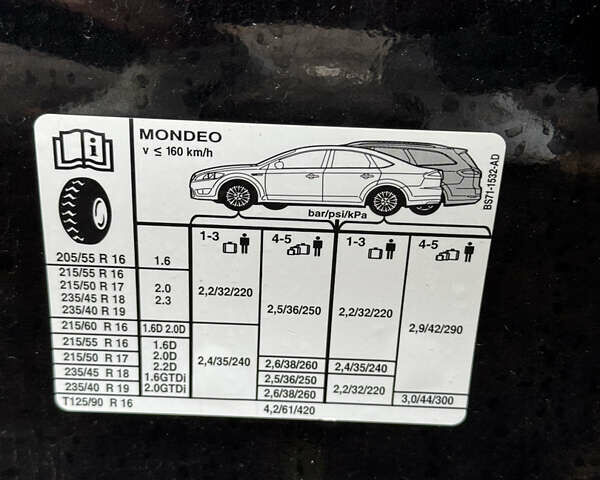 MONDEO
v ≤ 160 km/h
BS71-1532-AD
bar/psi/kPa
1-3 4-5 1-3 4-5
205/55 R 16 1.6
215/55 R 16
215/50 R 17 2.0 2,2/32/220 2,2/32/220
235/45 R 18 2.3 2,5/36/250
235/40 R 19
215/60 R 16 1.6D 2.0D 2,9/42/290
215/55 R 16 1.6D
215/50 R 17 2.0D 2,4/35/240 2,6/38/260 2,4/35/240
235/45 R 18 2.2D 2,5/36/250
235/40 R 19 1.6GTDi 2.0GTDi 2,6/38/260 2,2/32/220 3,0/44/300
T125/90 R 16 4,2/61/420